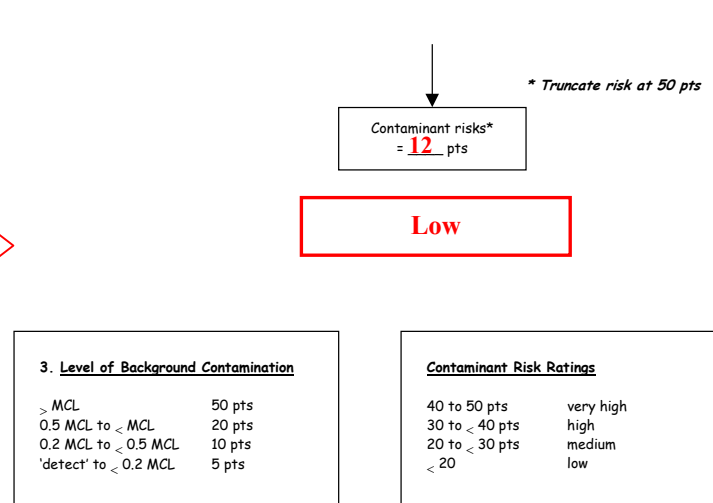 * Truncate risk at 50 pts
Contaminant risks*
= 12 pts
Low
3. Level of Background Contamination
> MCL 50 pts
0.5 MCL to < MCL 20 pts
0.2 MCL to < 0.5 MCL 10 pts
'detect' to < 0.2 MCL 5 pts
Contaminant Risk Ratings
40 to 50 pts very high
30 to < 40 pts high
20 to < 30 pts medium
< 20 low